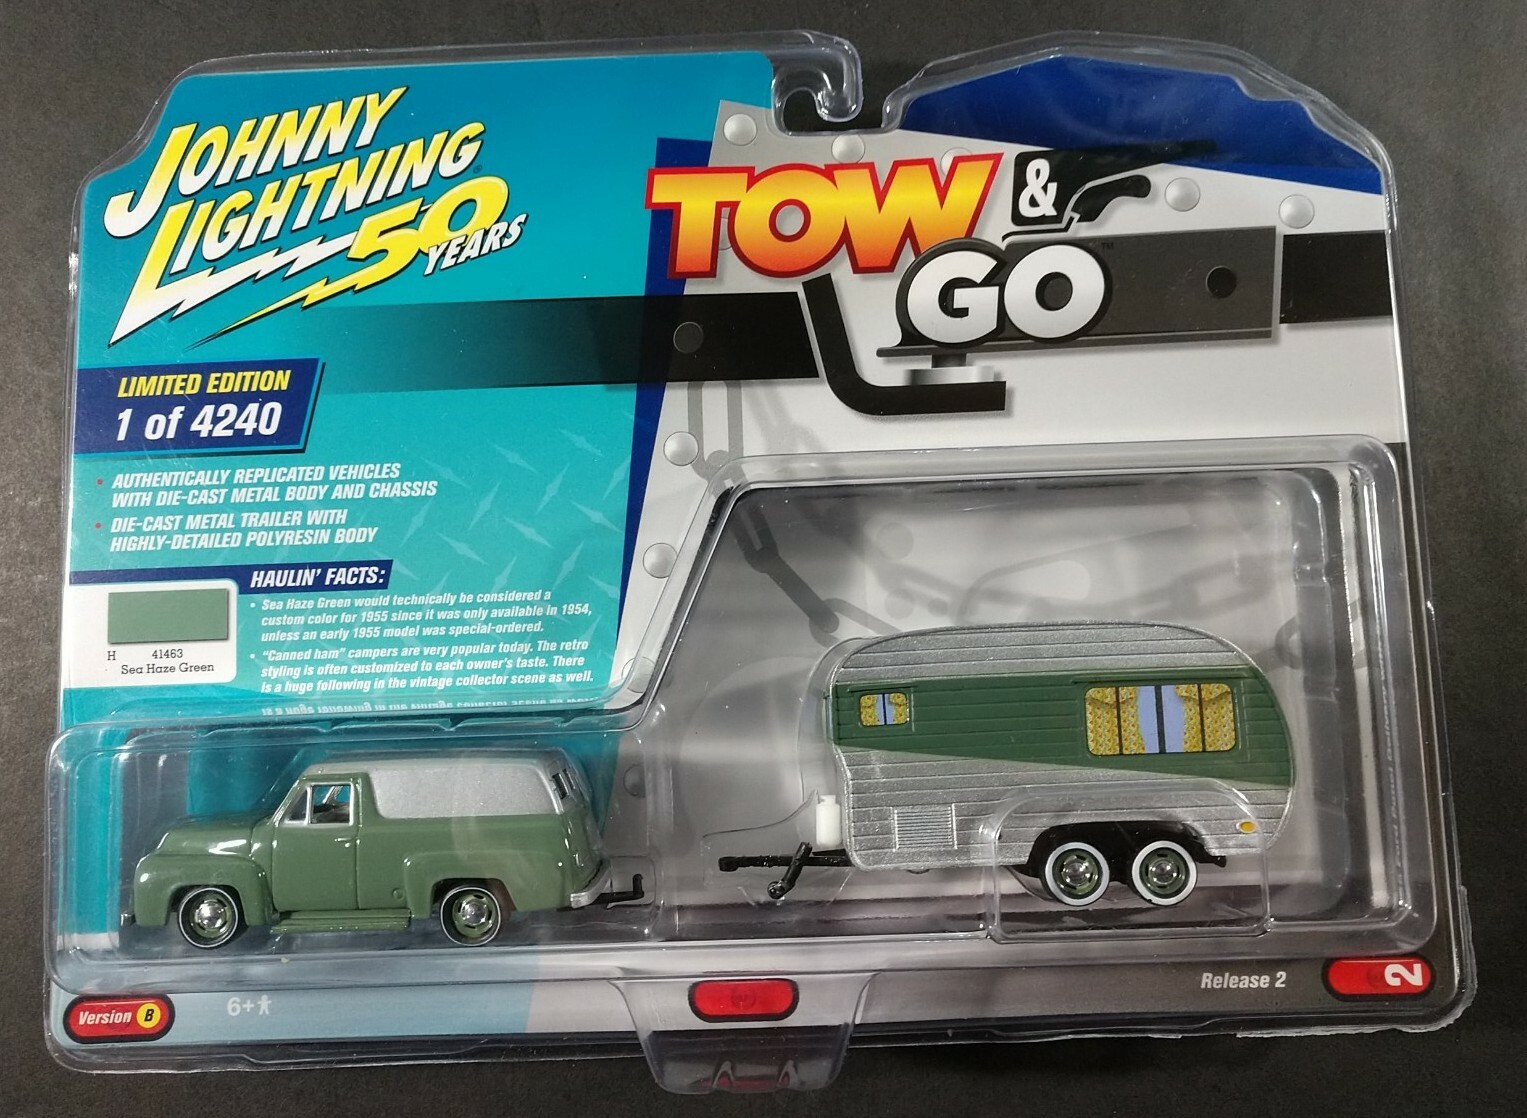 JOHNNY
LIGHTNING®
50
YEARS
TOW &
GO™
LIMITED EDITION
1 of 4240
• AUTHENTICALLY REPLICATED VEHICLES
WITH DIE-CAST METAL BODY AND CHASSIS
• DIE-CAST METAL TRAILER WITH
HIGHLY-DETAILED POLYRESIN BODY
HAULIN' FACTS:
• Sea Haze Green would technically be considered a
custom color for 1955 since it was only available in 1954,
unless an early 1955 model was special-ordered.
• "Canned ham" campers are very popular today. The retro
styling is often customized to each owner's taste. There
is a huge following in the vintage collector scene as well.
H 41463
Sea Haze Green
Version B
6+
Release 2
2